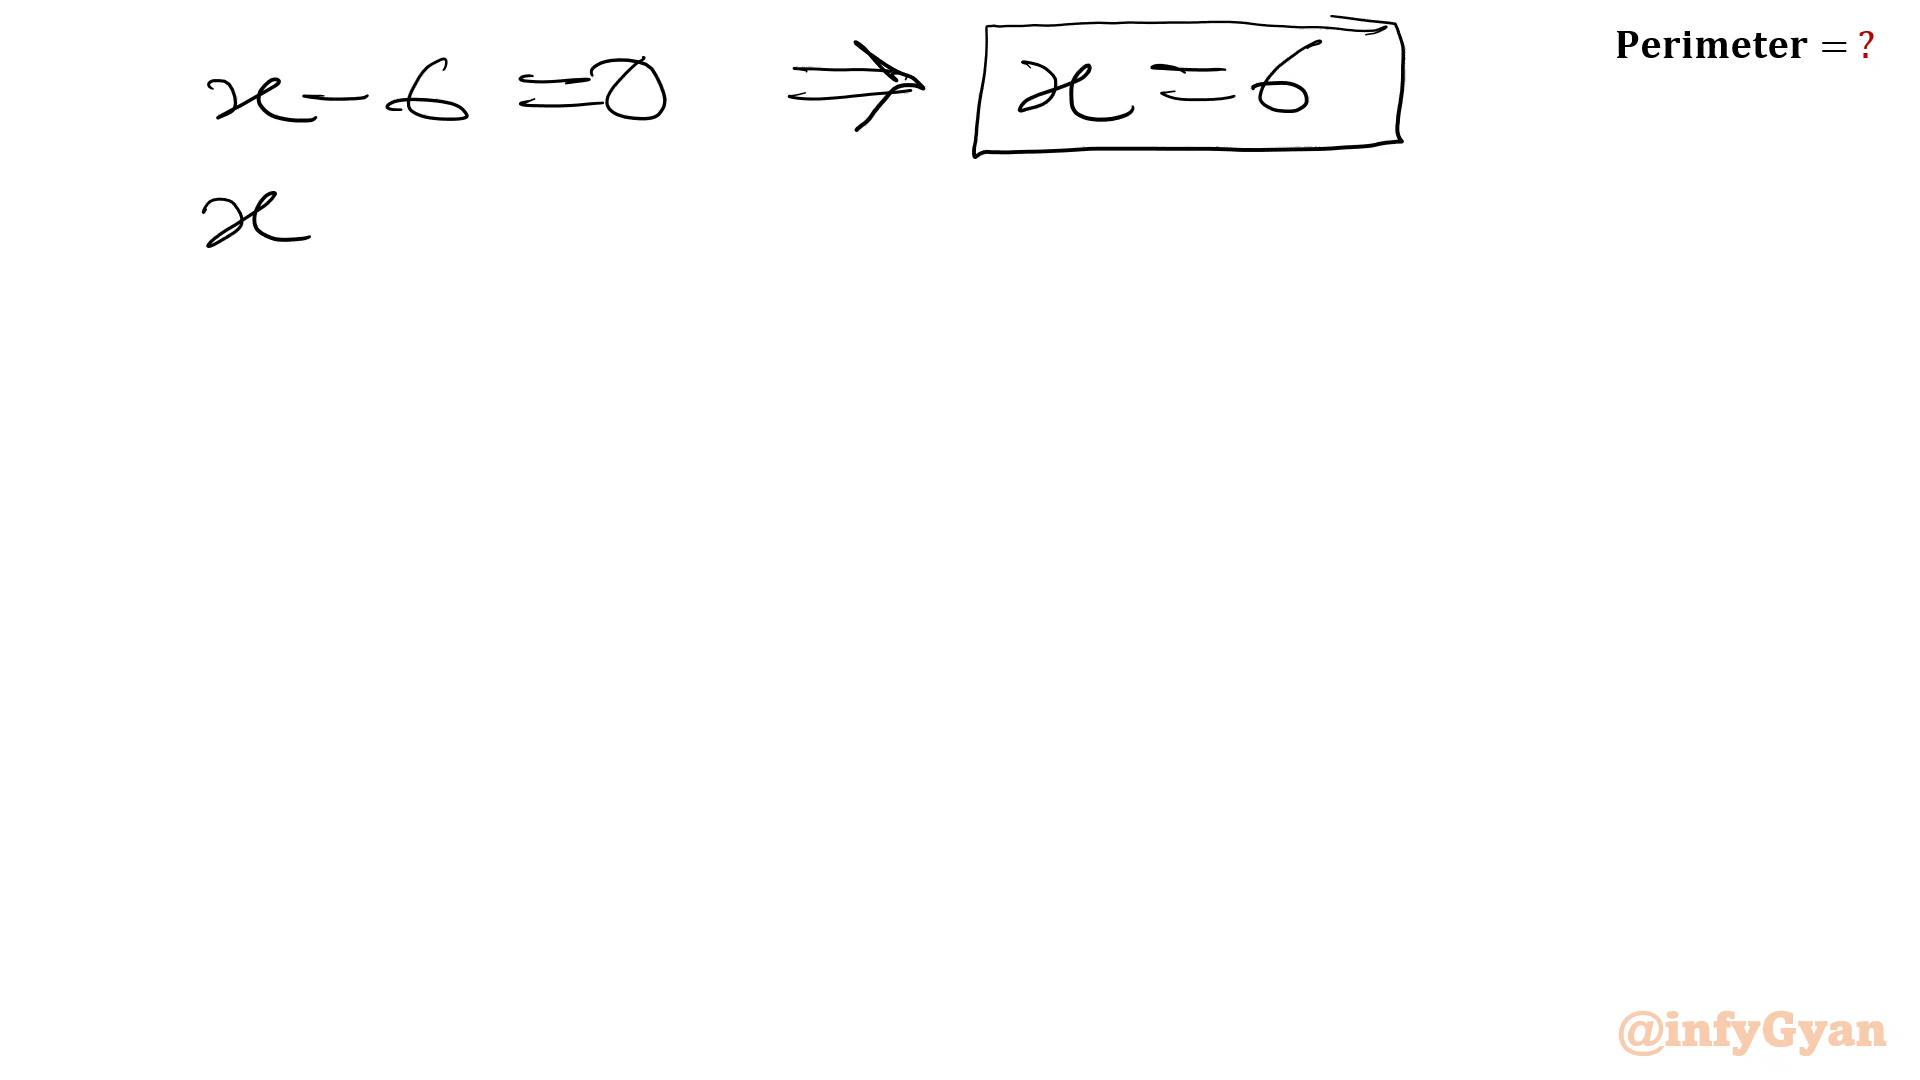 x - 6 = 0 ⇒ x = 6
Perimeter = ?
x
@infyGyan